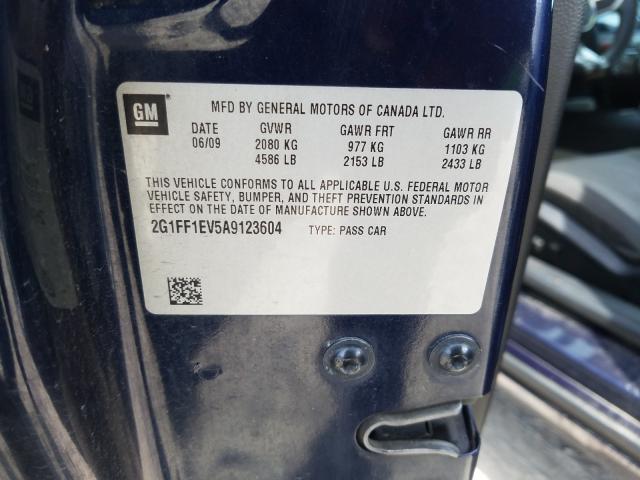 GM
MFD BY GENERAL MOTORS OF CANADA LTD.
DATE GVWR GAWR FRT GAWR RR
06/09 2080 KG 977 KG 1103 KG
4586 LB 2153 LB 2433 LB
THIS VEHICLE CONFORMS TO ALL APPLICABLE U.S. FEDERAL MOTOR
VEHICLE SAFETY, BUMPER, AND THEFT PREVENTION STANDARDS IN
EFFECT ON THE DATE OF MANUFACTURE SHOWN ABOVE.
2G1FF1EV5A9123604 TYPE: PASS CAR